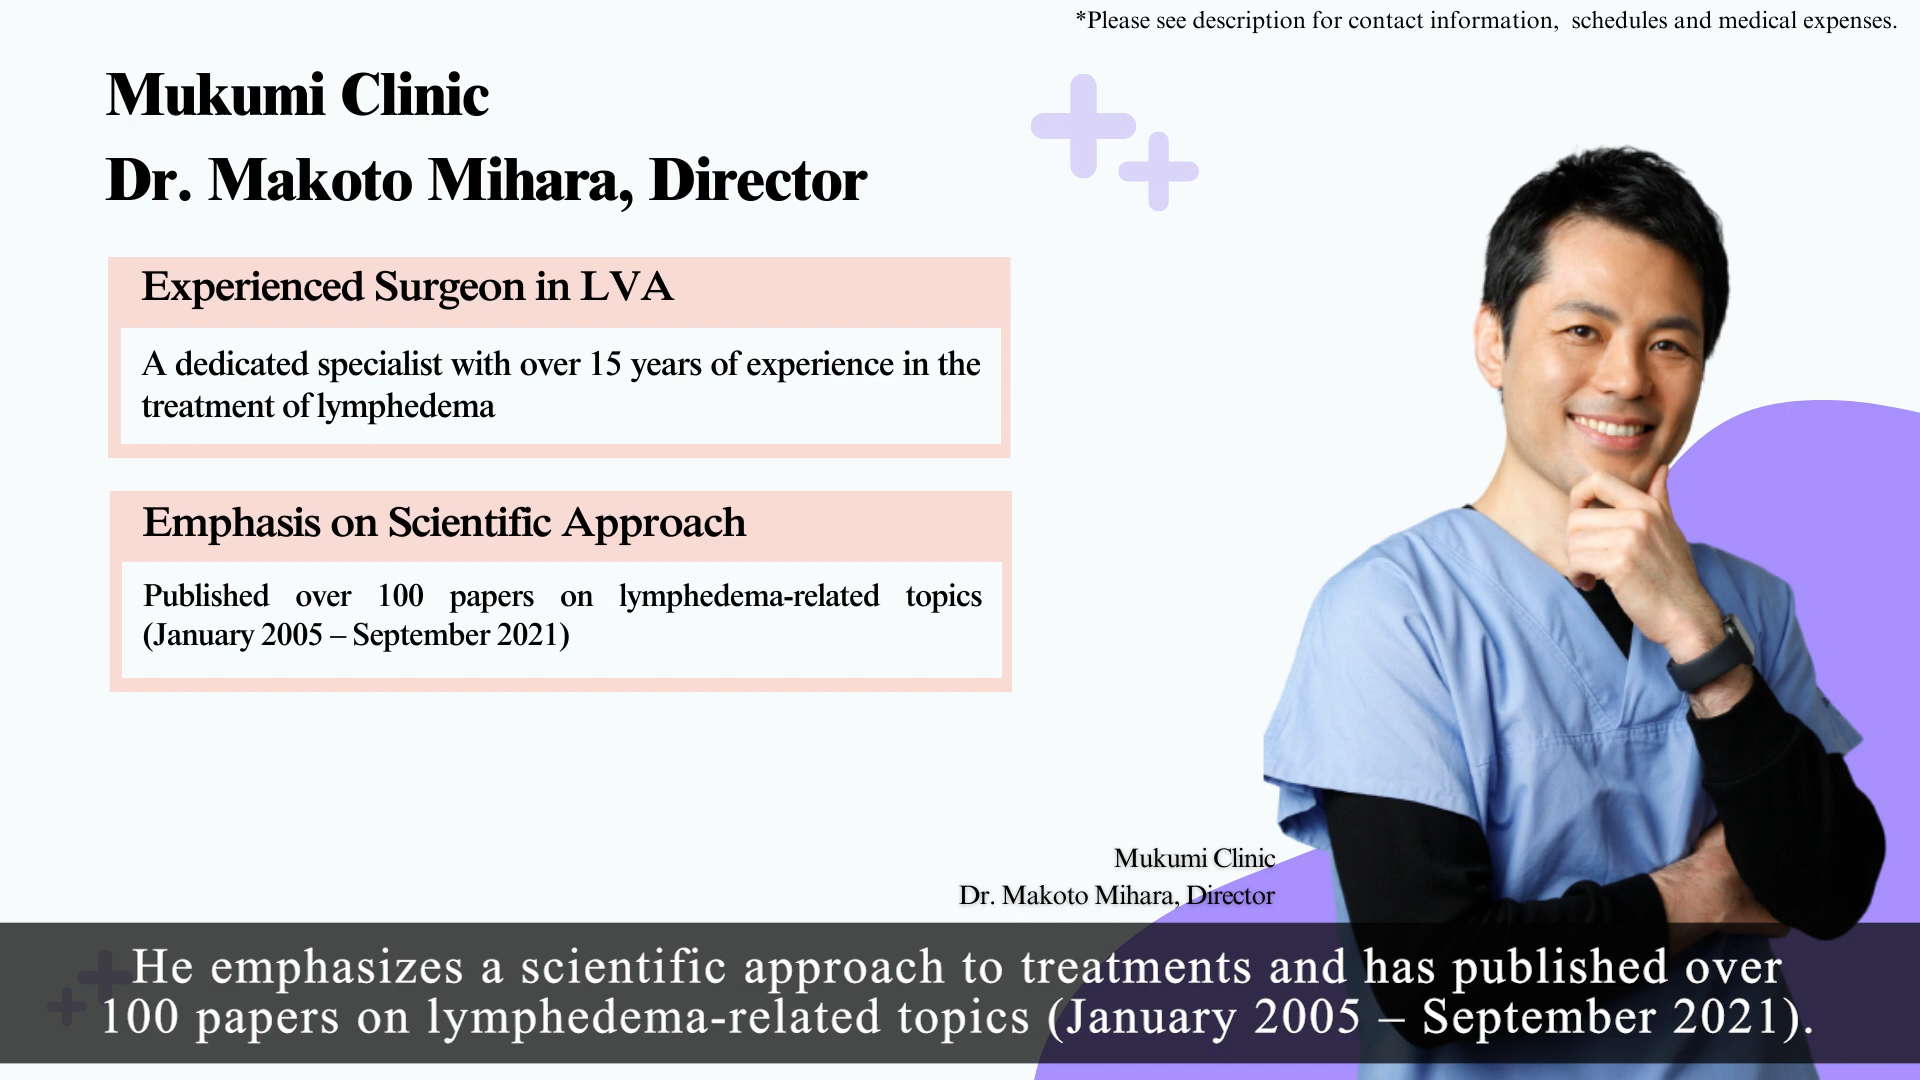 *Please see description for contact information, schedules and medical expenses.
Mukumi Clinic
Dr. Makoto Mihara, Director
Experienced Surgeon in LVA
A dedicated specialist with over 15 years of experience in the
treatment of lymphedema
Emphasis on Scientific Approach
Published over 100 papers on lymphedema-related topics
(January 2005 – September 2021)
Mukumi Clinic
Dr. Makoto Mihara, Director
He emphasizes a scientific approach to treatments and has published over
100 papers on lymphedema-related topics (January 2005 – September 2021).